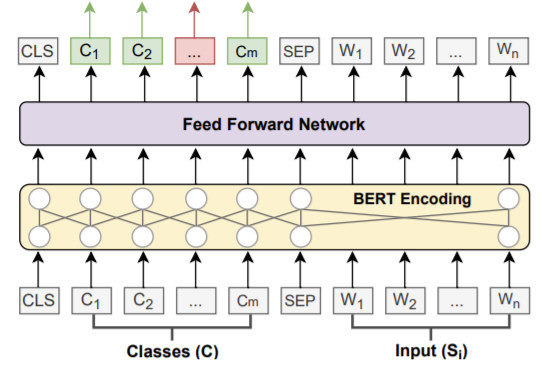 CLS C1 C2 ... Cm SEP W1 W2 ... Wn
Feed Forward Network
BERT Encoding
CLS C1 C2 ... Cm SEP W1 W2 ... Wn
Classes (C) Input (Si)